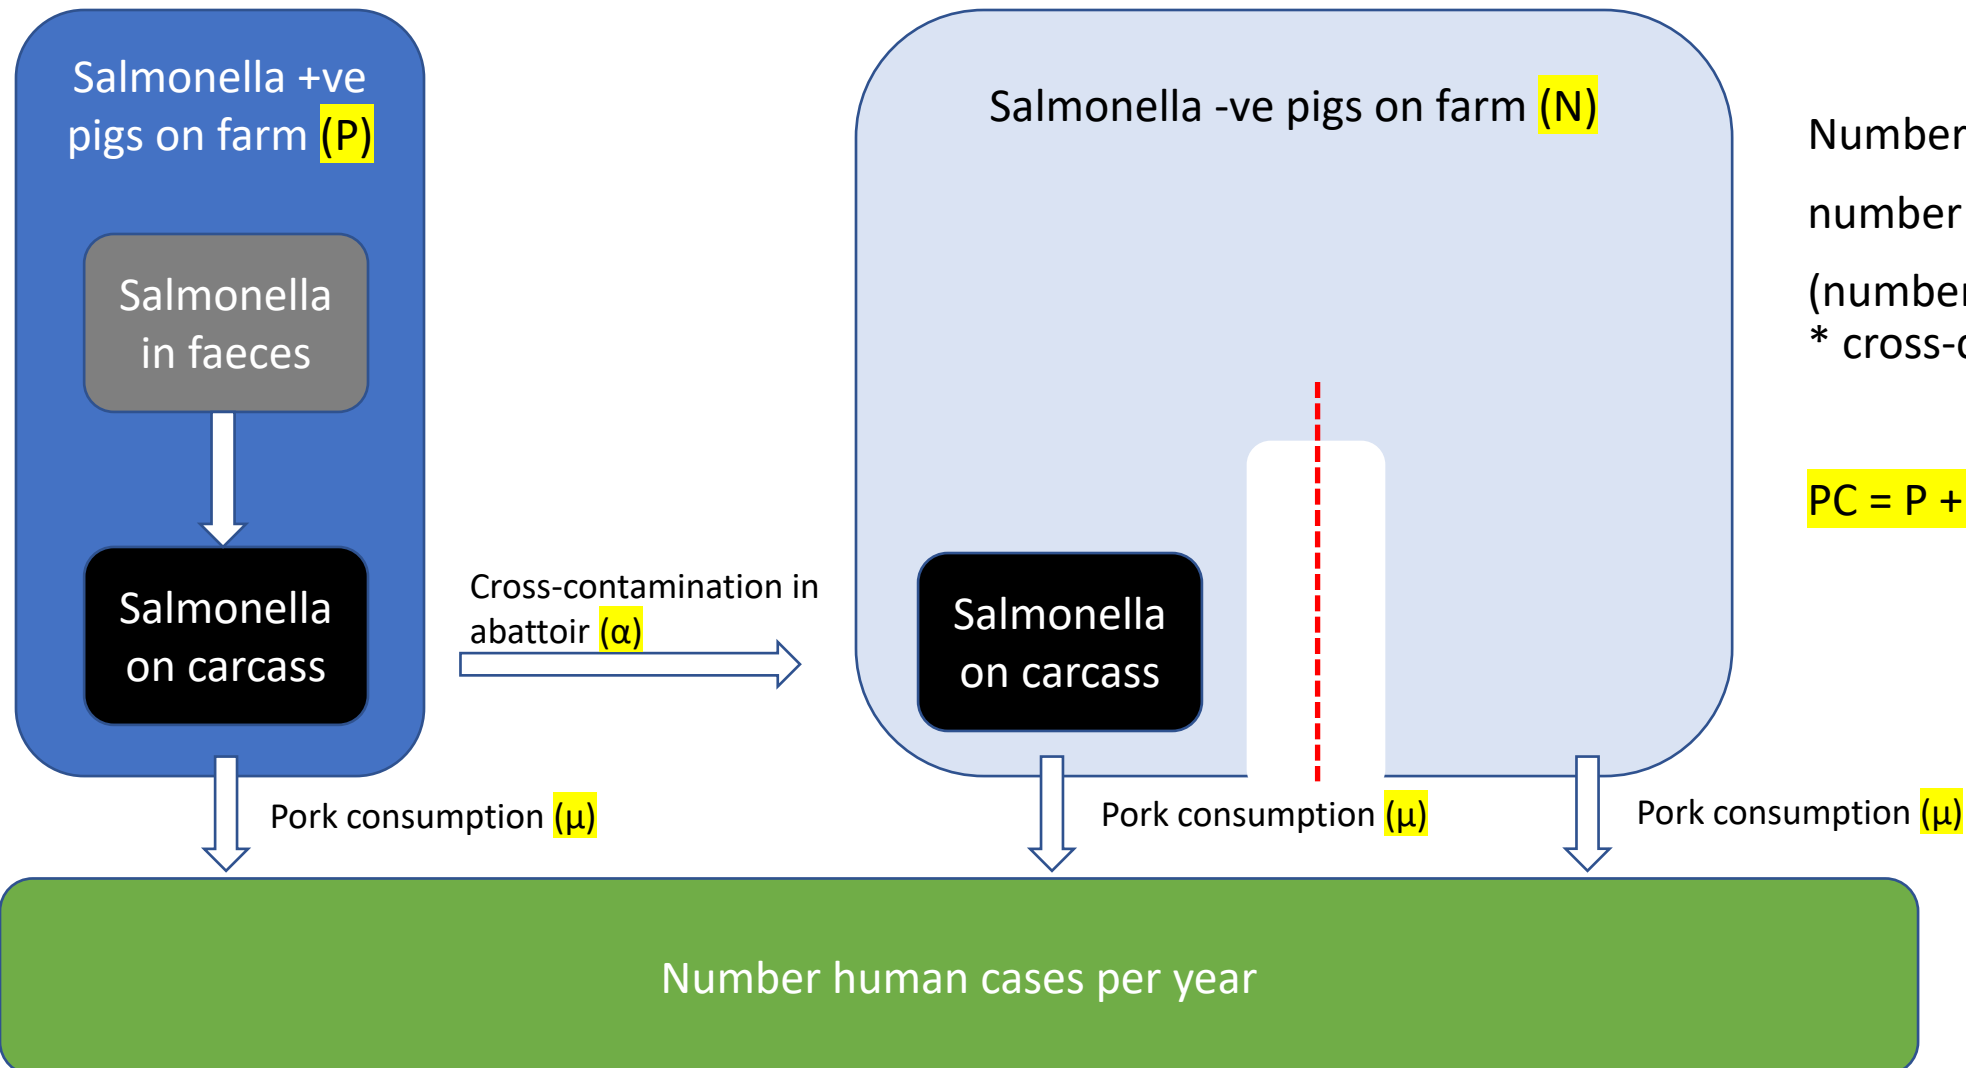 Salmonella +ve
pigs on farm (P)
Salmonella
in faeces
Salmonella
on carcass
Cross-contamination in
abattoir (α)
Salmonella -ve pigs on farm (N)
Salmonella
on carcass
Pork consumption (μ)
Pork consumption (μ)
Pork consumption (μ)
Number human cases per year
Number
number
* cross-
PC = P +